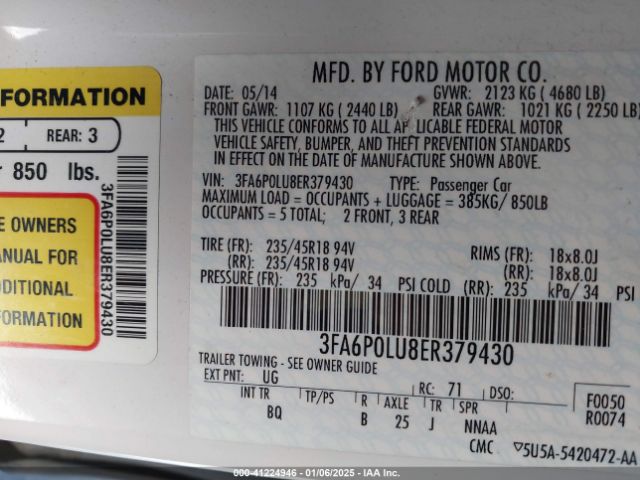 FORMATION
2 REAR: 3
850 lbs.
3FA6P0LU8ER379430
E OWNERS
ANUAL FOR
DDITIONAL
FORMATION
MFD. BY FORD MOTOR CO.
DATE: 05/14 GVWR: 2123 KG ( 4680 LB)
FRONT GAWR: 1107 KG ( 2440 LB) REAR GAWR: 1021 KG ( 2250 LB)
THIS VEHICLE CONFORMS TO ALL APPLICABLE FEDERAL MOTOR
VEHICLE SAFETY, BUMPER, AND THEFT PREVENTION STANDARDS
IN EFFECT ON THE DATE OF MANUFACTURE SHOWN ABOVE.
VIN: 3FA6P0LU8ER379430 TYPE: Passenger Car
MAXIMUM LOAD = OCCUPANTS + LUGGAGE = 385KG/ 850LB
OCCUPANTS = 5 TOTAL; 2 FRONT, 3 REAR
TIRE (FR): 235/45R18 94V RIMS (FR): 18x8.0J
(RR): 235/45R18 94V (RR): 18x8.0J
PRESSURE (FR): 235 kPa/ 34 PSI COLD (RR): 235 kPa/ 34 PSI
3FA6P0LU8ER379430
TRAILER TOWING - SEE OWNER GUIDE
EXT PNT: UG RC: 71 DSO: F0050
INT TR TP/PS R AXLE TR SPR R0074
BQ B 25 J NNAA
CMC 5U5A-5420472-AA
000-41224946 - 01/06/2025 - IAAI.com